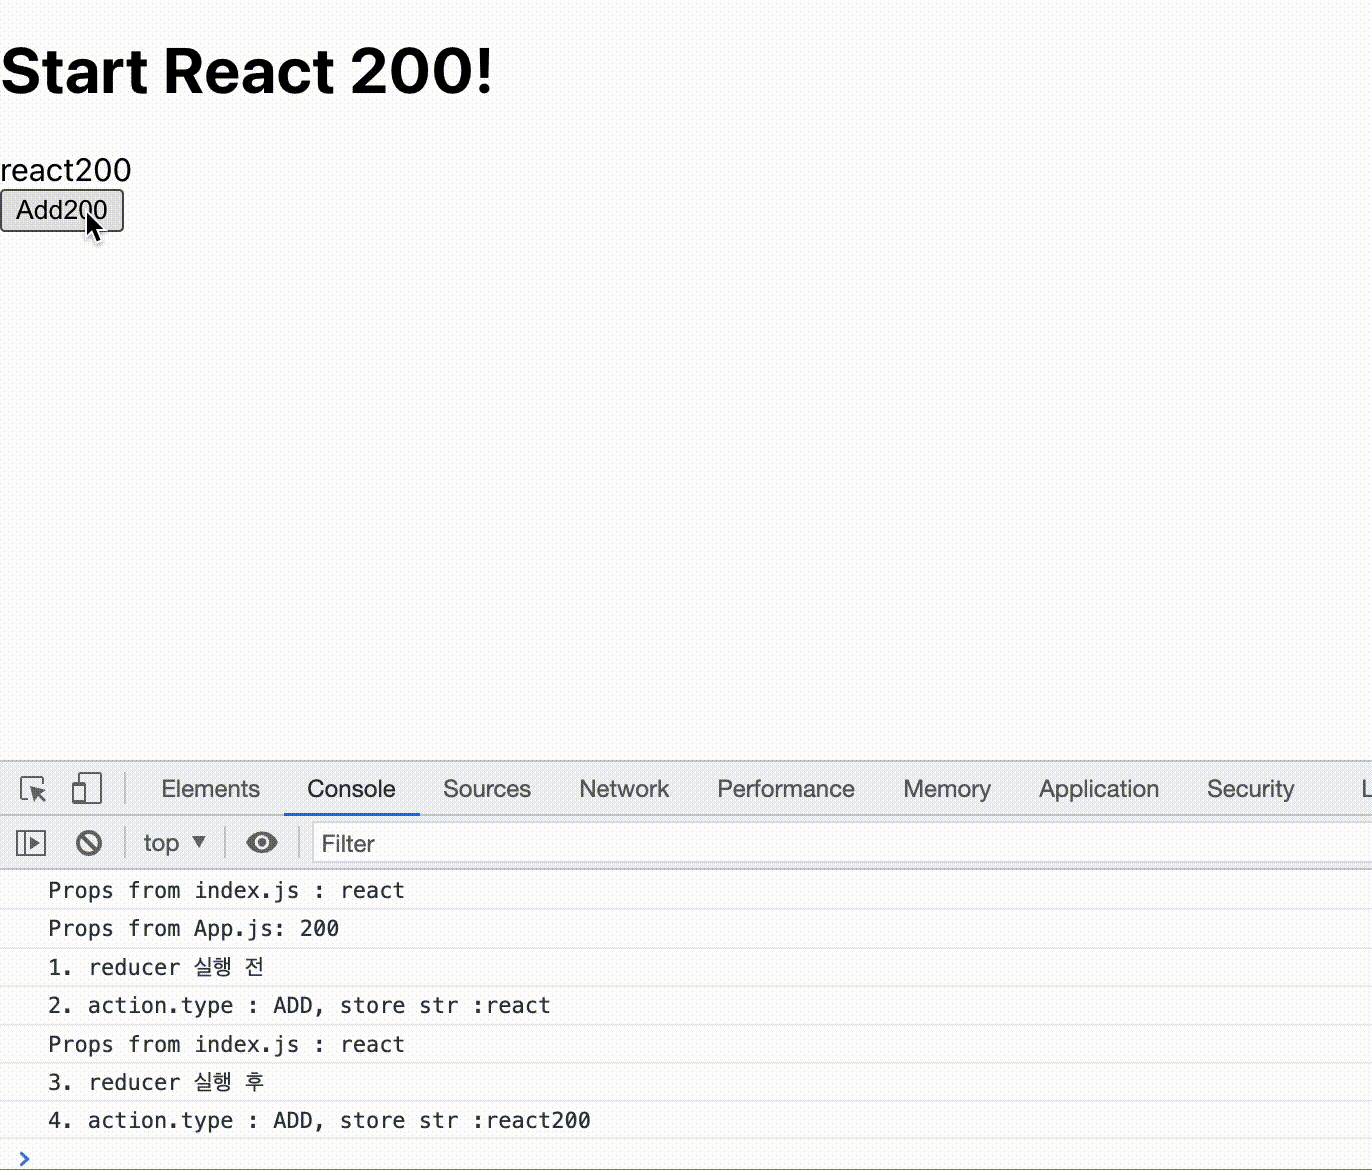 Start React 200!
react200
Add200
Elements Console Sources Network Performance Memory Application Security L
top ▼ Filter
Props from index.js : react
Props from App.js: 200
1. reducer 실행 전
2. action.type : ADD, store str :react
Props from index.js : react
3. reducer 실행 후
4. action.type : ADD, store str :react200
>